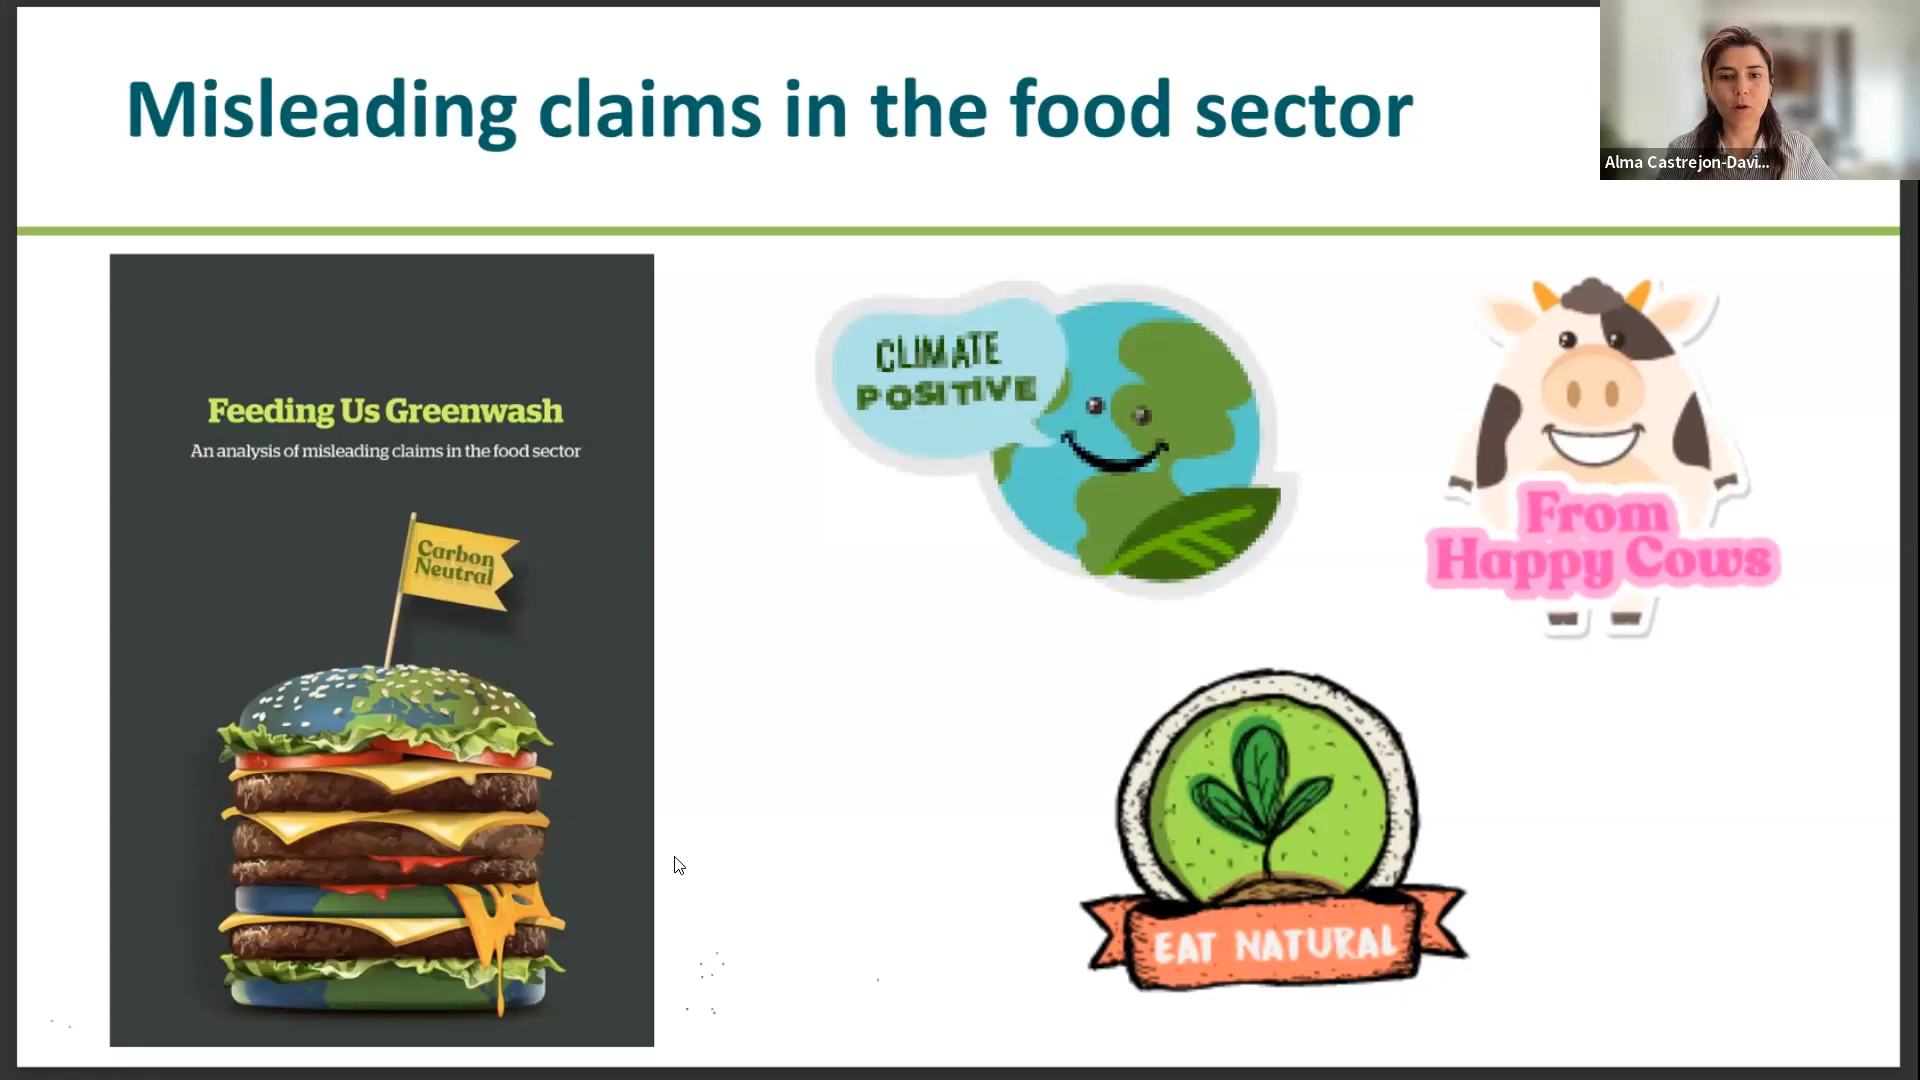 Misleading claims in the food sector
Alma Castrejon-Davi...
Feeding Us Greenwash
An analysis of misleading claims in the food sector
Carbon
Neutral
CLIMATE
POSITIVE
From
Happy Cows
EAT NATURAL